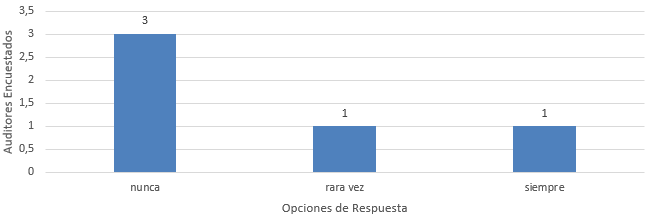 3,5
3
2,5
2
1,5
1
0,5
0
Auditores Encuestados
3
1
1
nunca
rara vez
siempre
Opciones de Respuesta